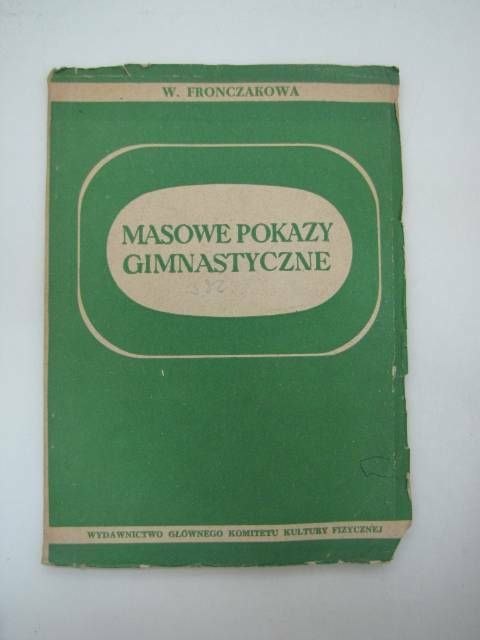 W. FRONCZAKOWA
MASOWE POKAZY
GIMNASTYCZNE
WYDAWNICTWO GŁÓWNEGO KOMITETU KULTURY FIZYCZNEJ